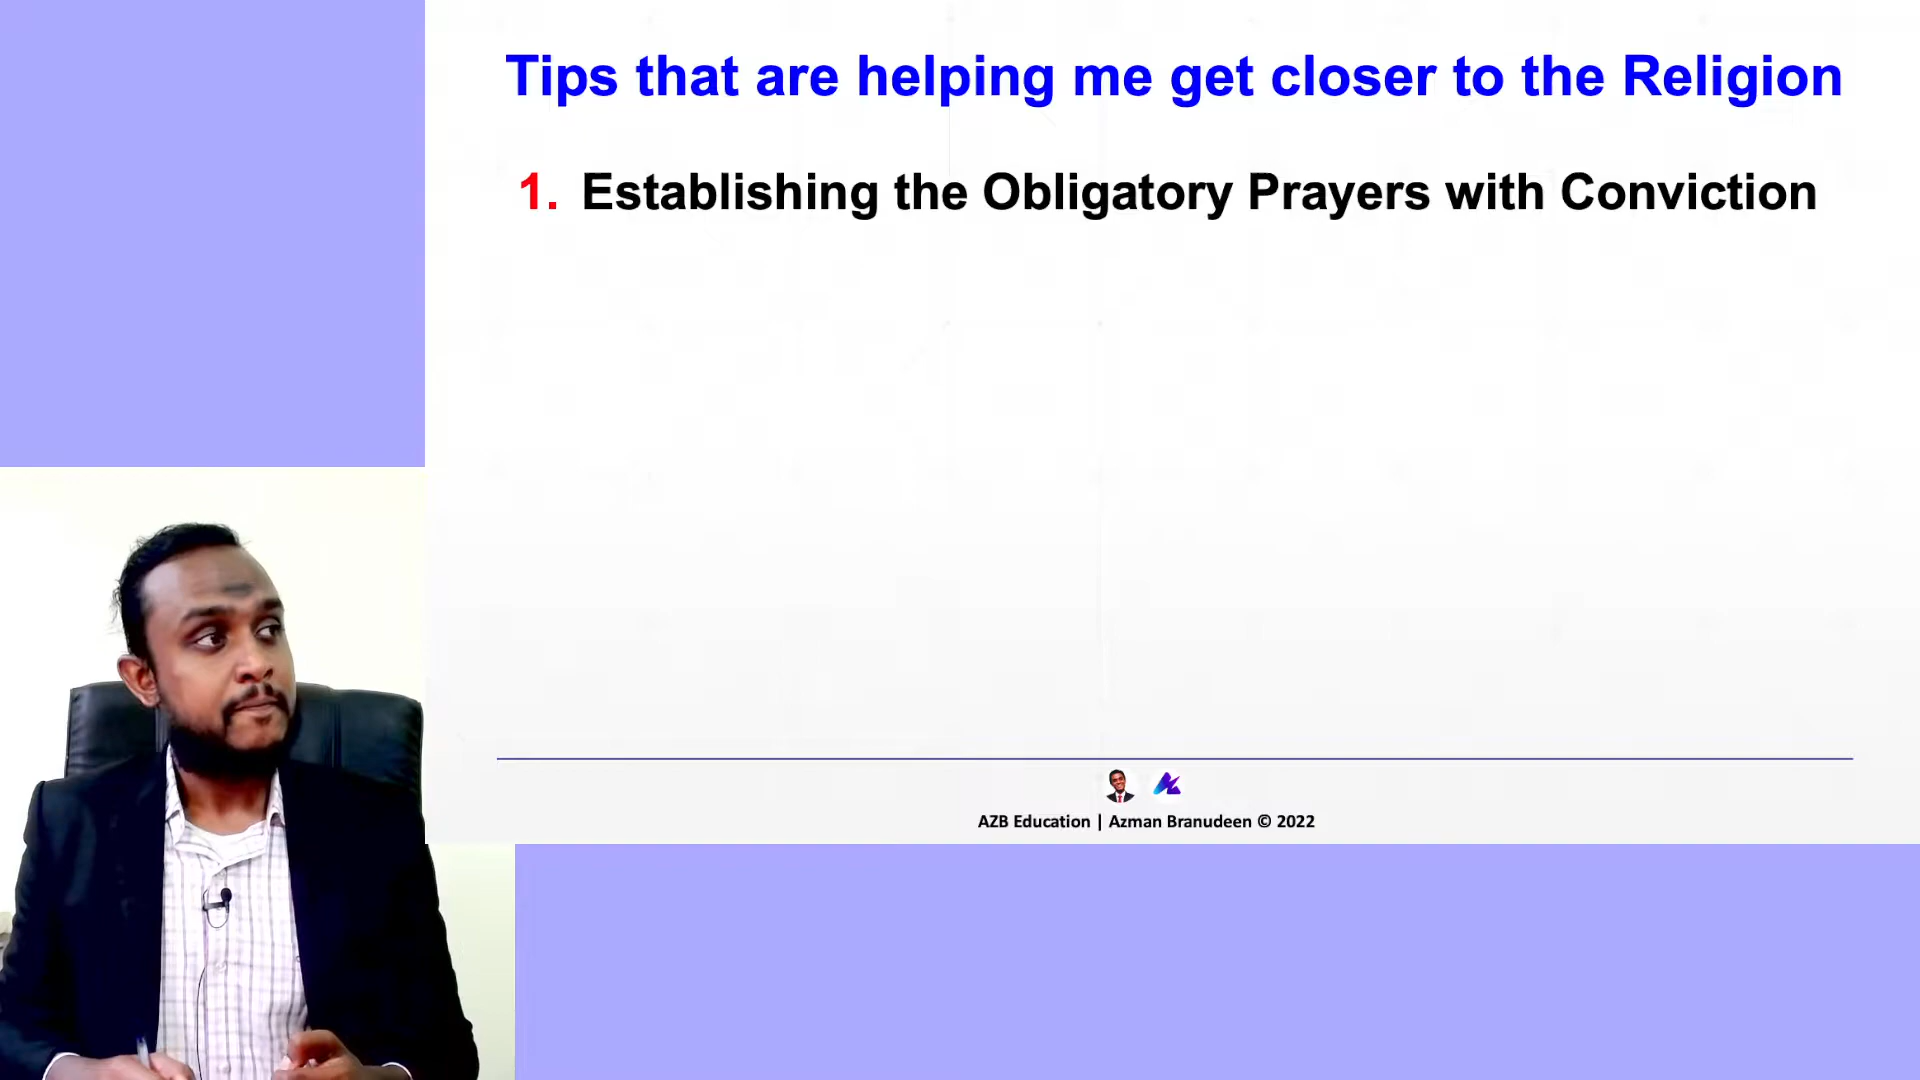 Tips that are helping me get closer to the Religion
1. Establishing the Obligatory Prayers with Conviction
AZB Education | Azman Branudeen © 2022